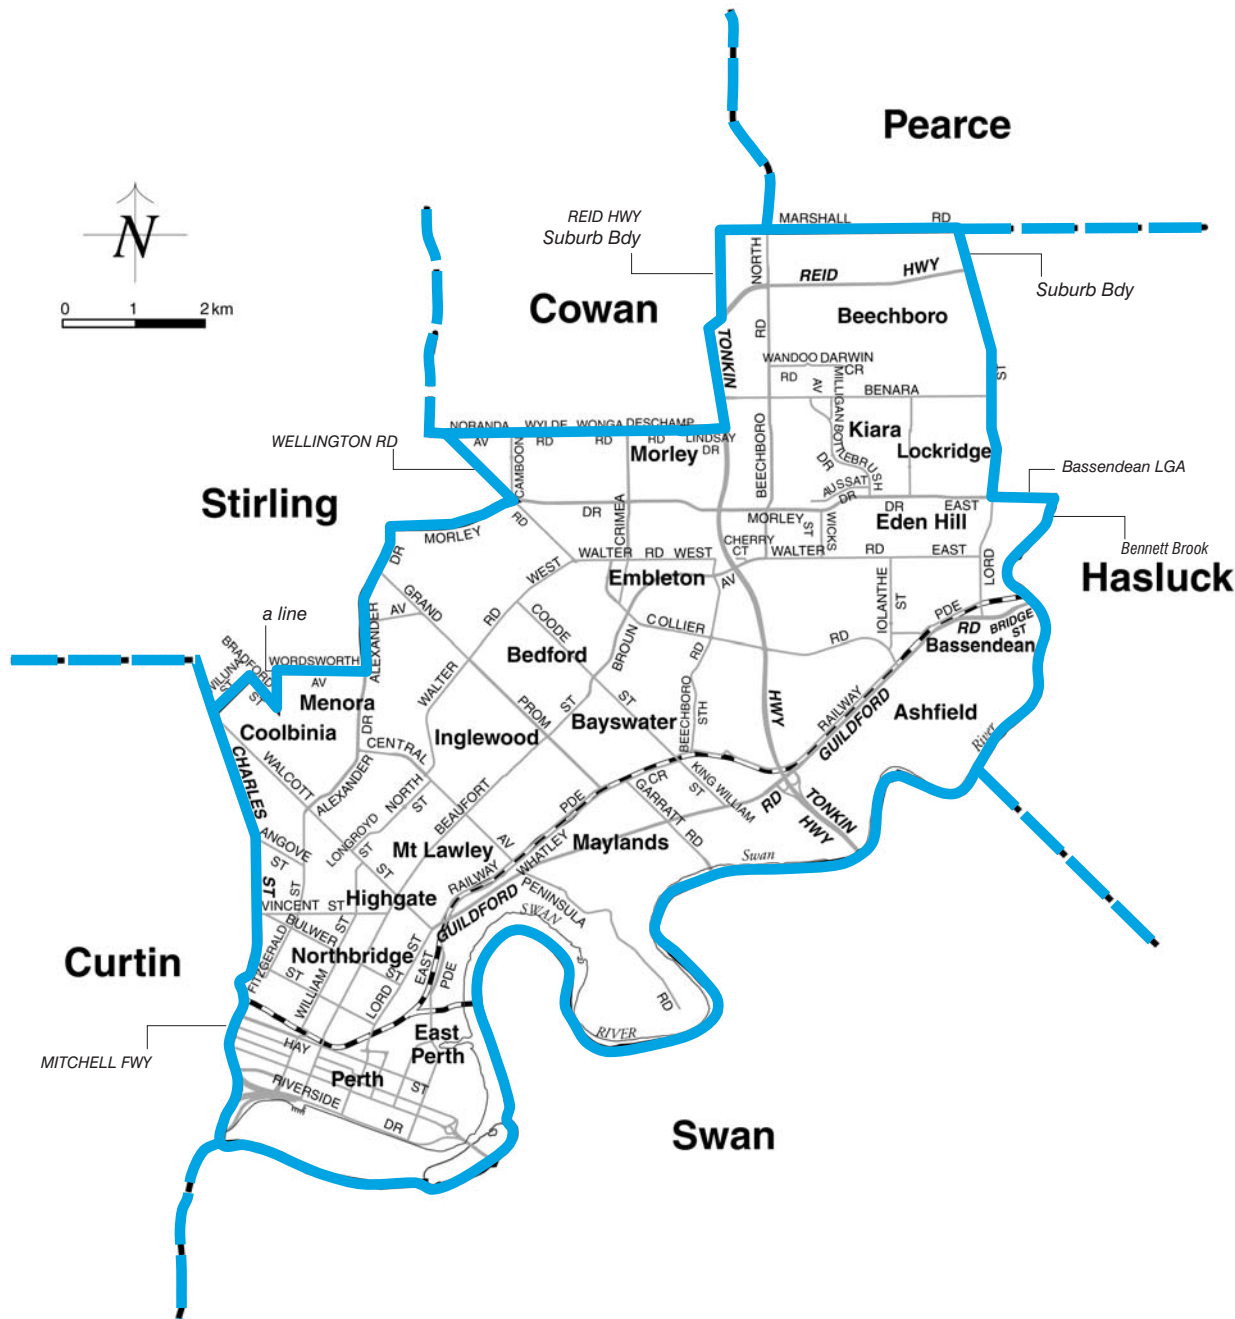 Pearce
N
0 1 2 km
REID HWY
Suburb Bdy
MARSHALL RD
NORTH
RD
REID HWY
Suburb Bdy
Cowan
Beechboro
TONKIN
WANDOO DARWIN
RD AV CR
MILLIGAN
BENARA
ST
NORANDA WYLDE WONGA DESCHAMP
AV RD RD RD LINDSAY
DR
WELLINGTON RD
CAMBOON
RD
Morley
BEECHBORO
Kiara
BOTTLEBRUSH
DR
Lockridge
Bassendean LGA
Stirling
AUSSAT
DR
DR EAST
DR
CRIMEA
MORLEY
ST
WICKS
Eden Hill
MORLEY
DR
Bennett Brook
Hasluck
WALTER RD WEST
CHERRY
CT
WALTER RD EAST
LORD
WEST
RD
WALTER
Embleton
AV
IOLANTHE
ST
GRAND
AV
PROM
COODE
ST
BROUN
COLLIER
RD
PDE
RD
BRIDGE
ST
Bassendean
a line
ALEXANDER
DR
WORDSWORTH
AV
BRADFORD
ST
WILUNA
ST
Bedford
BEECHBORO
RD
STH
HWY
RAILWAY
GUILDFORD
Ashfield
River
Menora
Coolbinia
Inglewood
Bayswater
CHARLES
ST
WALCOTT
ST
ALEXANDER
CENTRAL
AV
KING WILLIAM
ST
CR
GARRATT
RD
RD
TONKIN
HWY
LONGROYD
ST
NORTH
ST
BEAUFORT
ST
PDE
WHATLEY
ANGOVE
ST
ST
Mt Lawley
Maylands
Swan
RAILWAY
GUILDFORD
PENINSULA
RD
SWAN
VINCENT ST
Highgate
BULWER
ST
FITZGERALD
WILLIAM
ST
Curtin
Northbridge
ST
LORD
ST
EAST
PDE
RIVER
MITCHELL FWY
HAY
ST
East
Perth
Perth
RIVERSIDE
DR
Swan